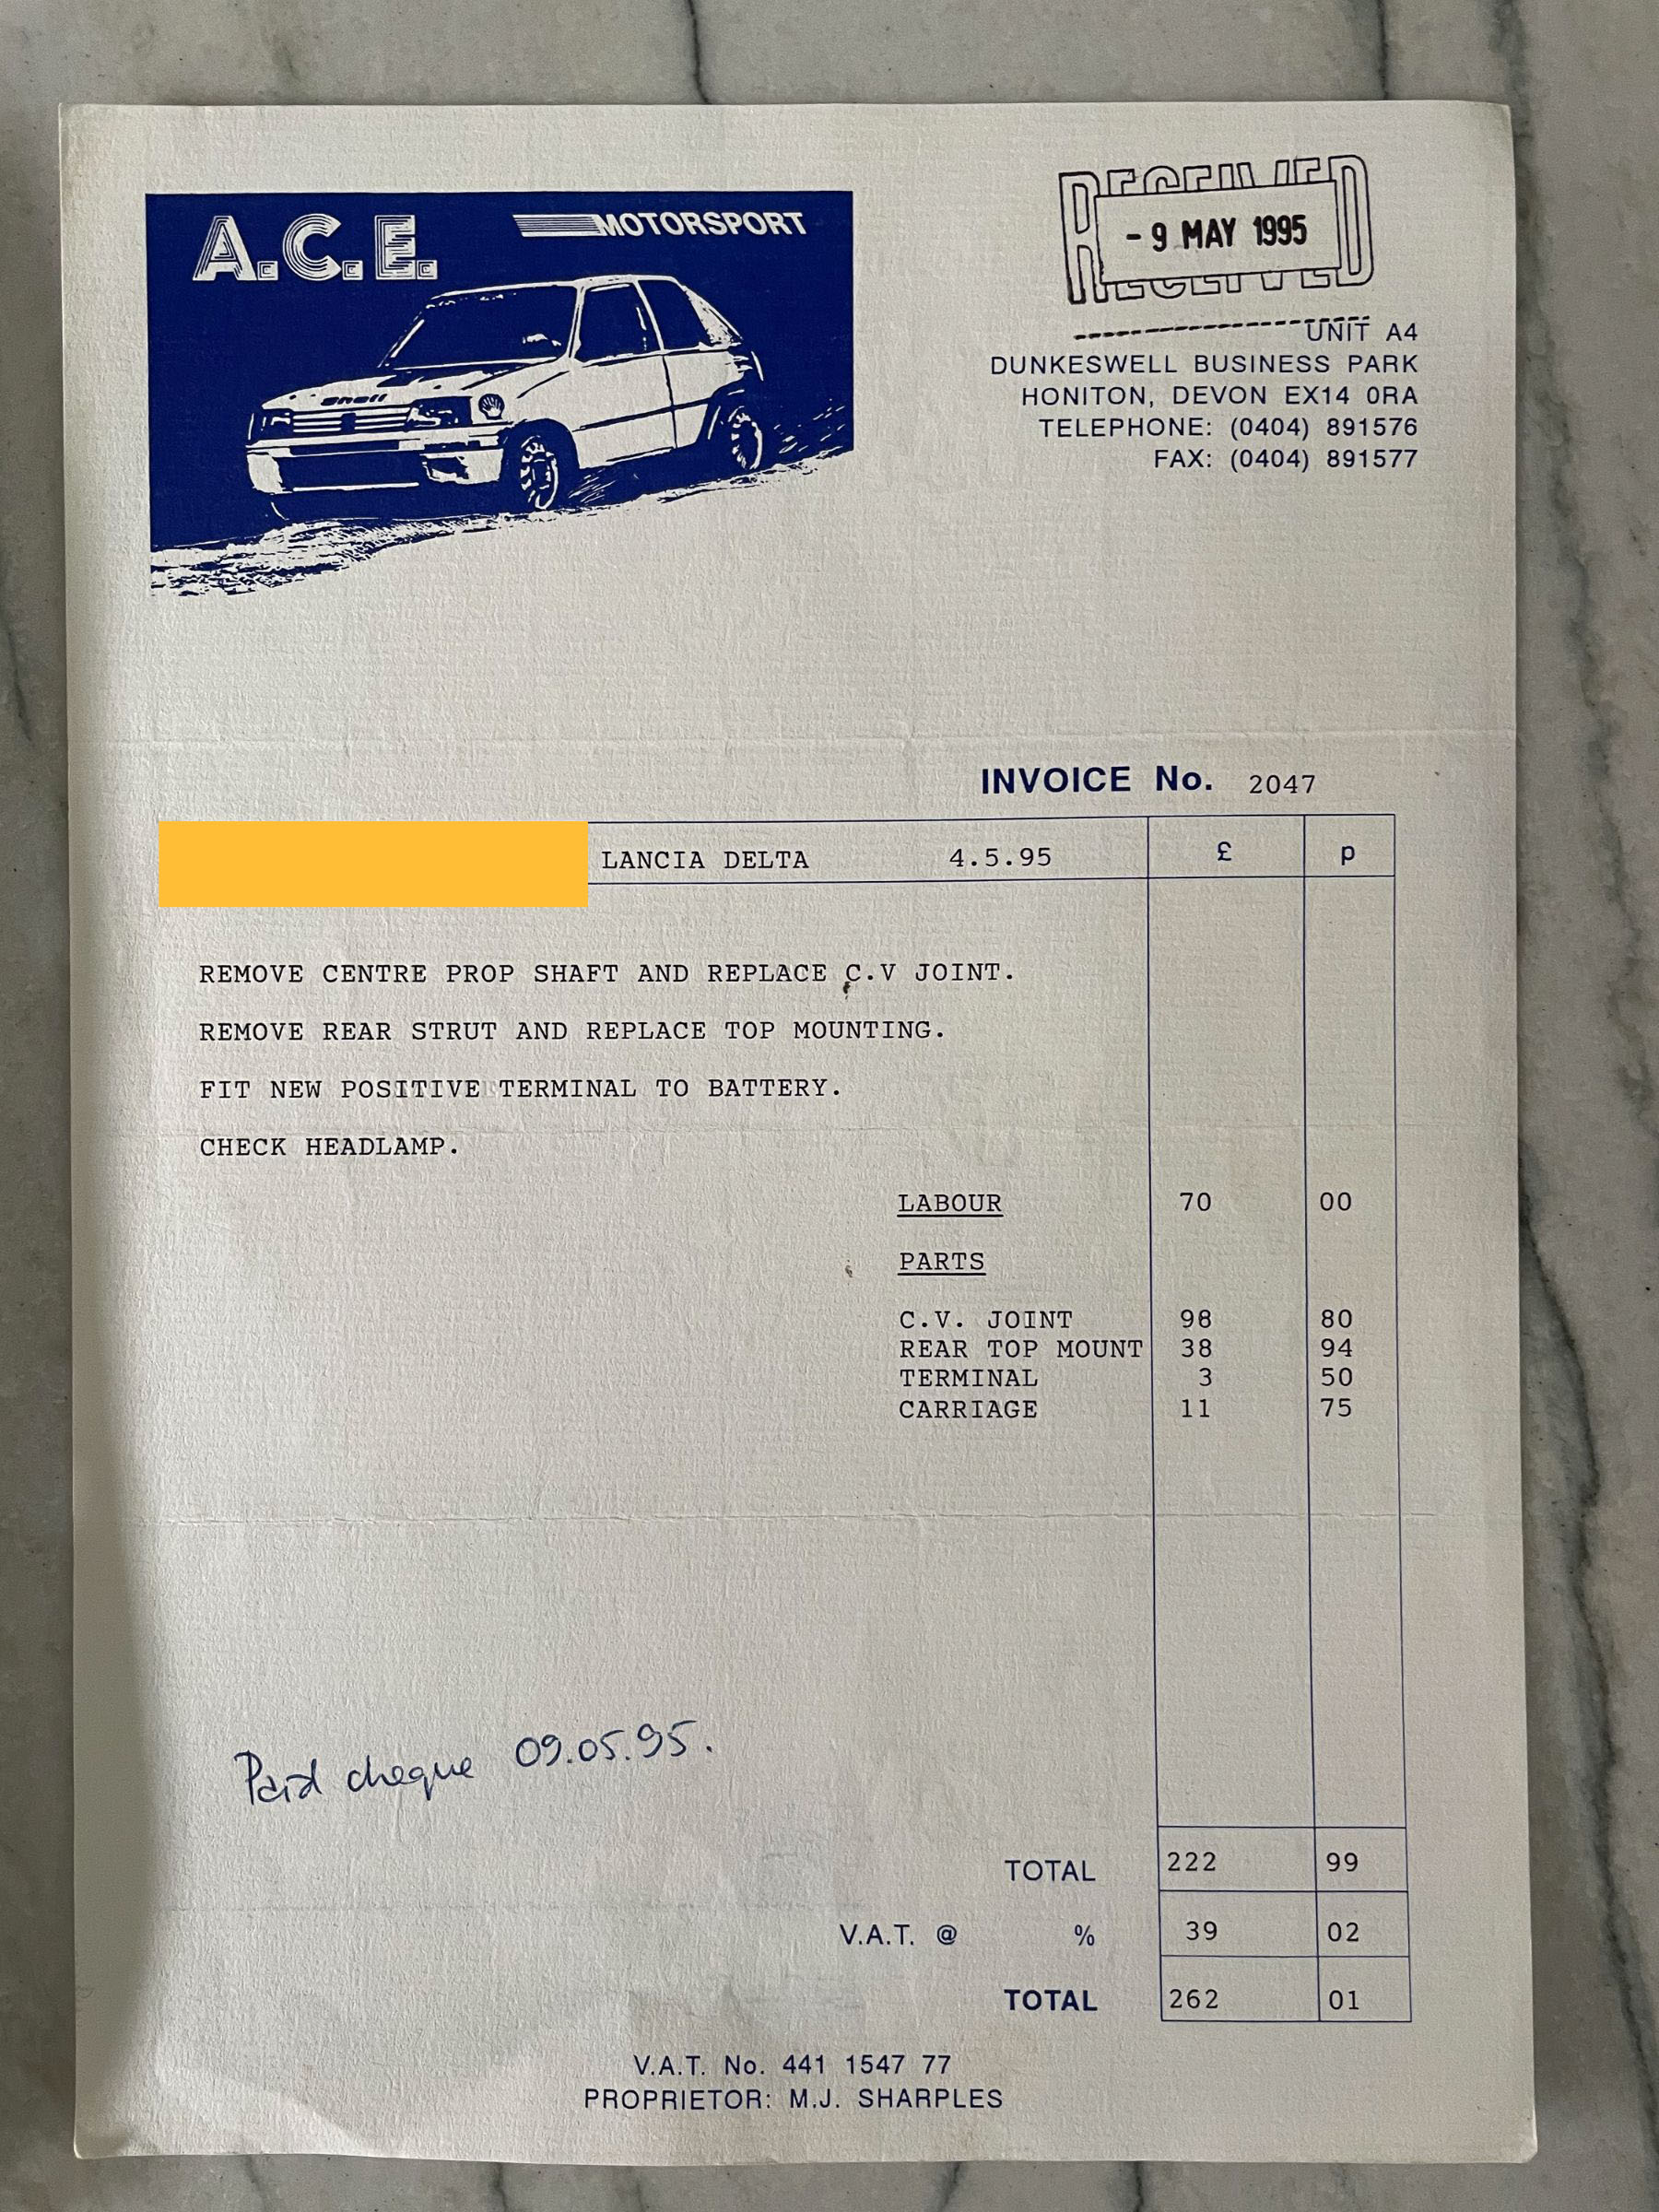 A.C.E. MOTORSPORT
Shell
RECEIVED
- 9 MAY 1995
RECEIVED
UNIT A4
DUNKESWELL BUSINESS PARK
HONITON, DEVON EX14 0RA
TELEPHONE: (0404) 891576
FAX: (0404) 891577
INVOICE No. 2047
LANCIA DELTA 4.5.95 £ p
REMOVE CENTRE PROP SHAFT AND REPLACE C.V JOINT.
REMOVE REAR STRUT AND REPLACE TOP MOUNTING.
FIT NEW POSITIVE TERMINAL TO BATTERY.
CHECK HEADLAMP.
LABOUR 70 00
PARTS
C.V. JOINT 98 80
REAR TOP MOUNT 38 94
TERMINAL 3 50
CARRIAGE 11 75
Paid cheque 09.05.95.
TOTAL 222 99
V.A.T. @ % 39 02
TOTAL 262 01
V.A.T. No. 441 1547 77
PROPRIETOR: M.J. SHARPLES